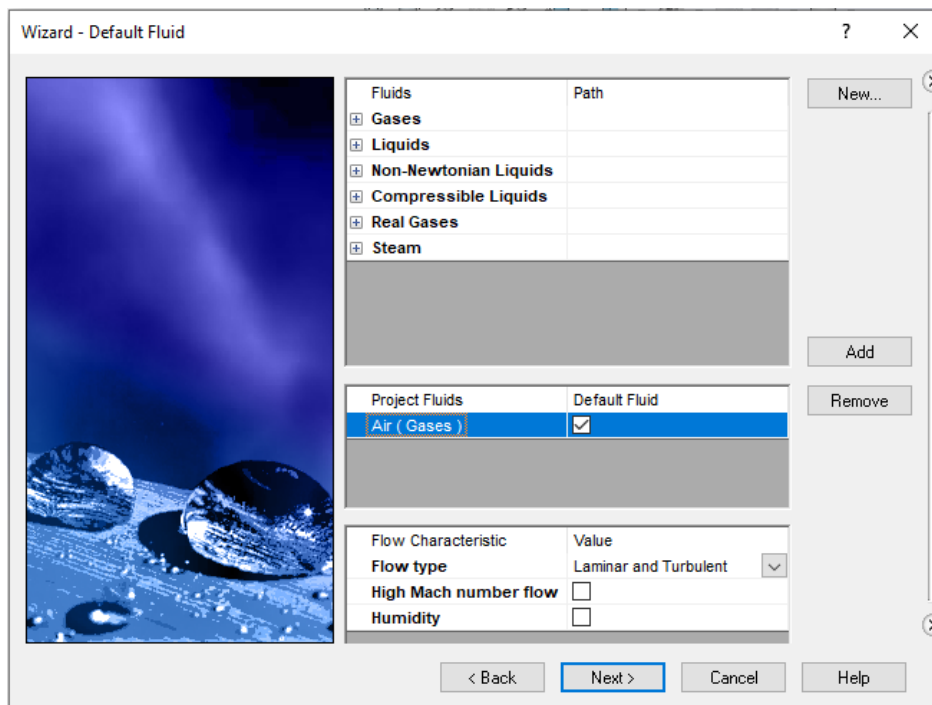 Wizard - Default Fluid
?
Fluids Path
Gases
Liquids
Non-Newtonian Liquids
Compressible Liquids
Real Gases
Steam
New...
Add
Project Fluids Default Fluid
Air ( Gases )
Remove
Flow Characteristic Value
Flow type Laminar and Turbulent
High Mach number flow
Humidity
< Back Next > Cancel Help